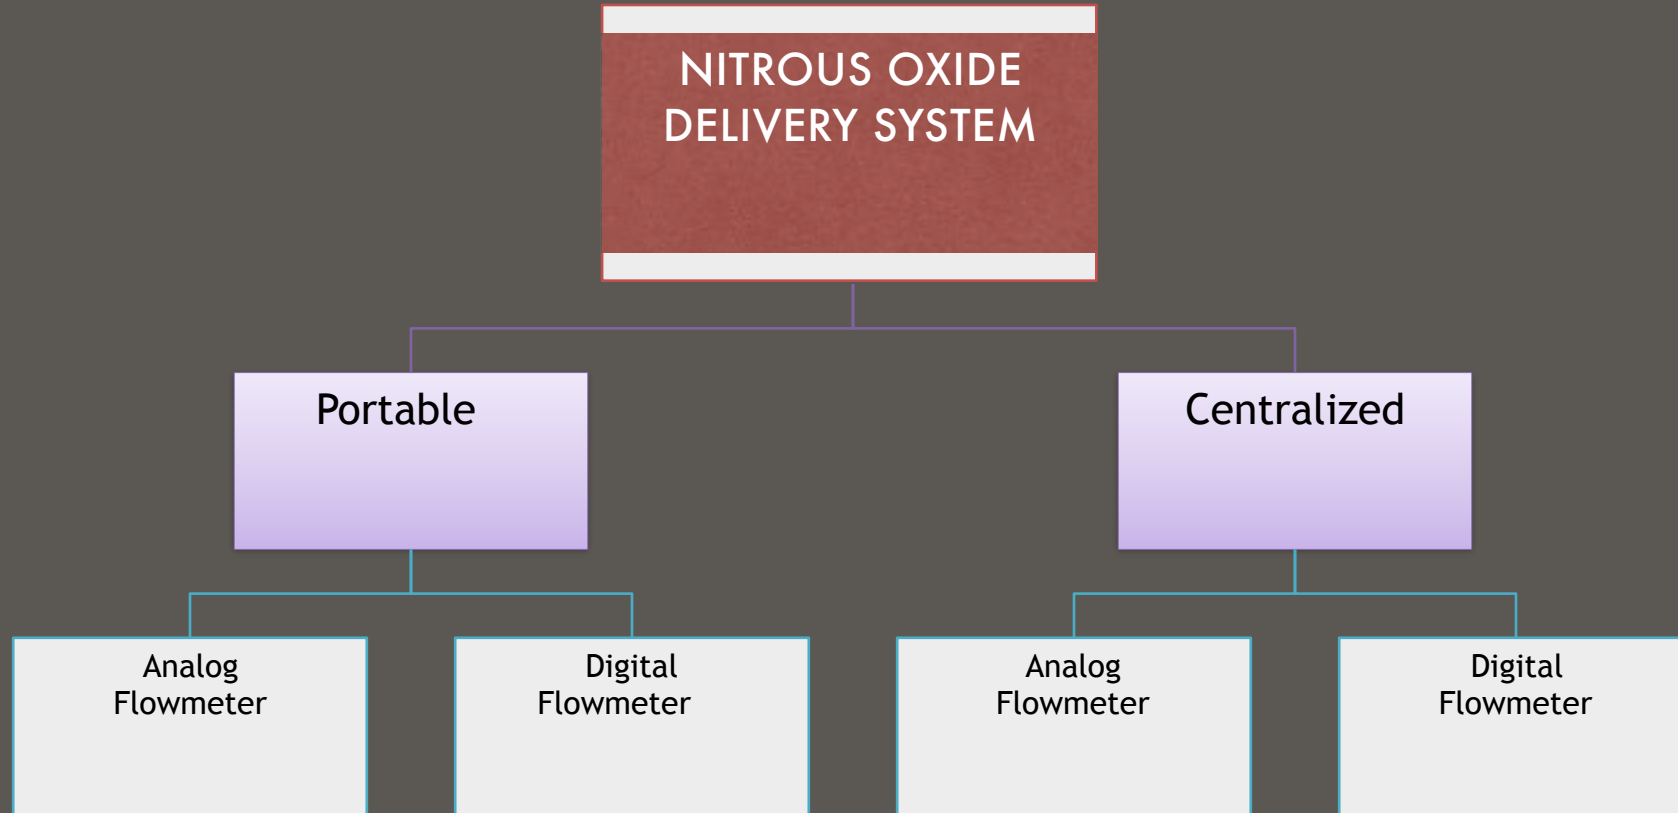 NITROUS OXIDE
DELIVERY SYSTEM
Portable
Centralized
Analog
Flowmeter
Digital
Flowmeter
Analog
Flowmeter
Digital
Flowmeter